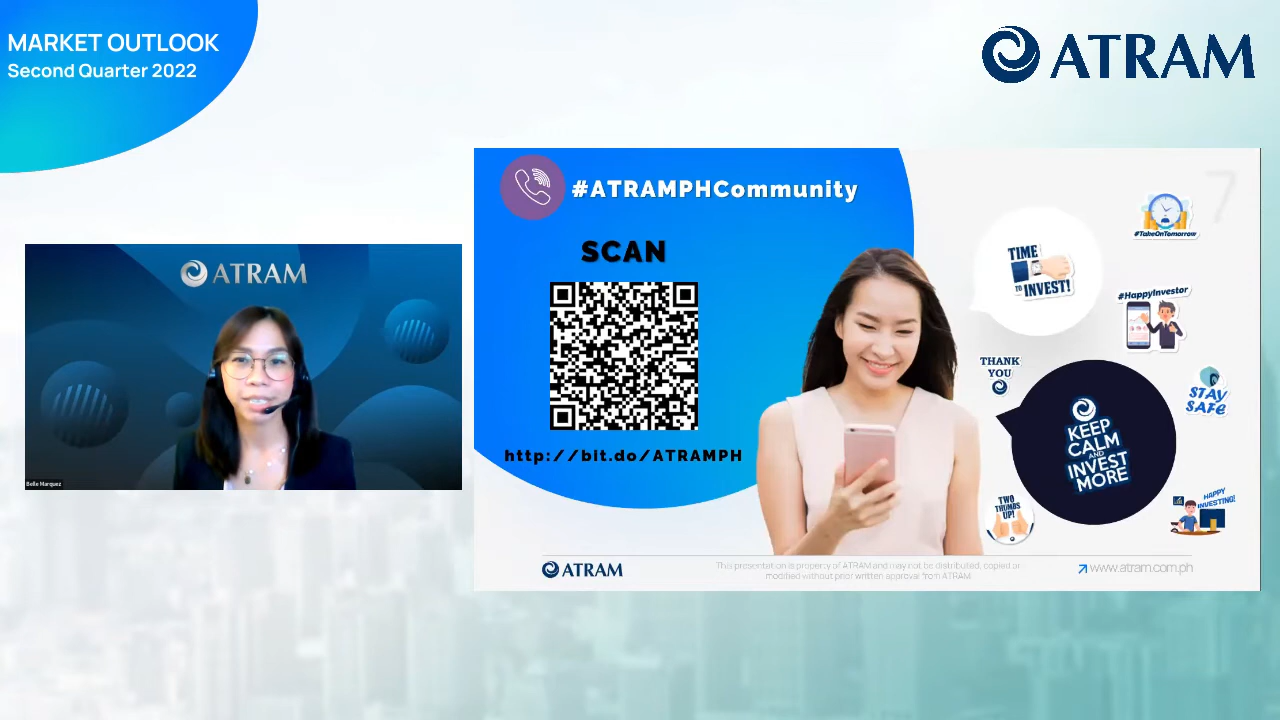 MARKET OUTLOOK
Second Quarter 2022
ATRAM
ATRAM
Belle Marquez
#ATRAMPHCommunity
SCAN
http://bit.do/ATRAMPH
7
TIME
TO INVEST!
#TakeOnTomorrow
#HappyInvestor
THANK
YOU
STAY
SAFE
KEEP
CALM
AND
INVEST
MORE
TWO
THUMBS
UP!
HAPPY
INVESTING!
ATRAM
This presentation is property of ATRAM and may not be distributed, copied or
modified without prior written approval from ATRAM.
www.atram.com.ph